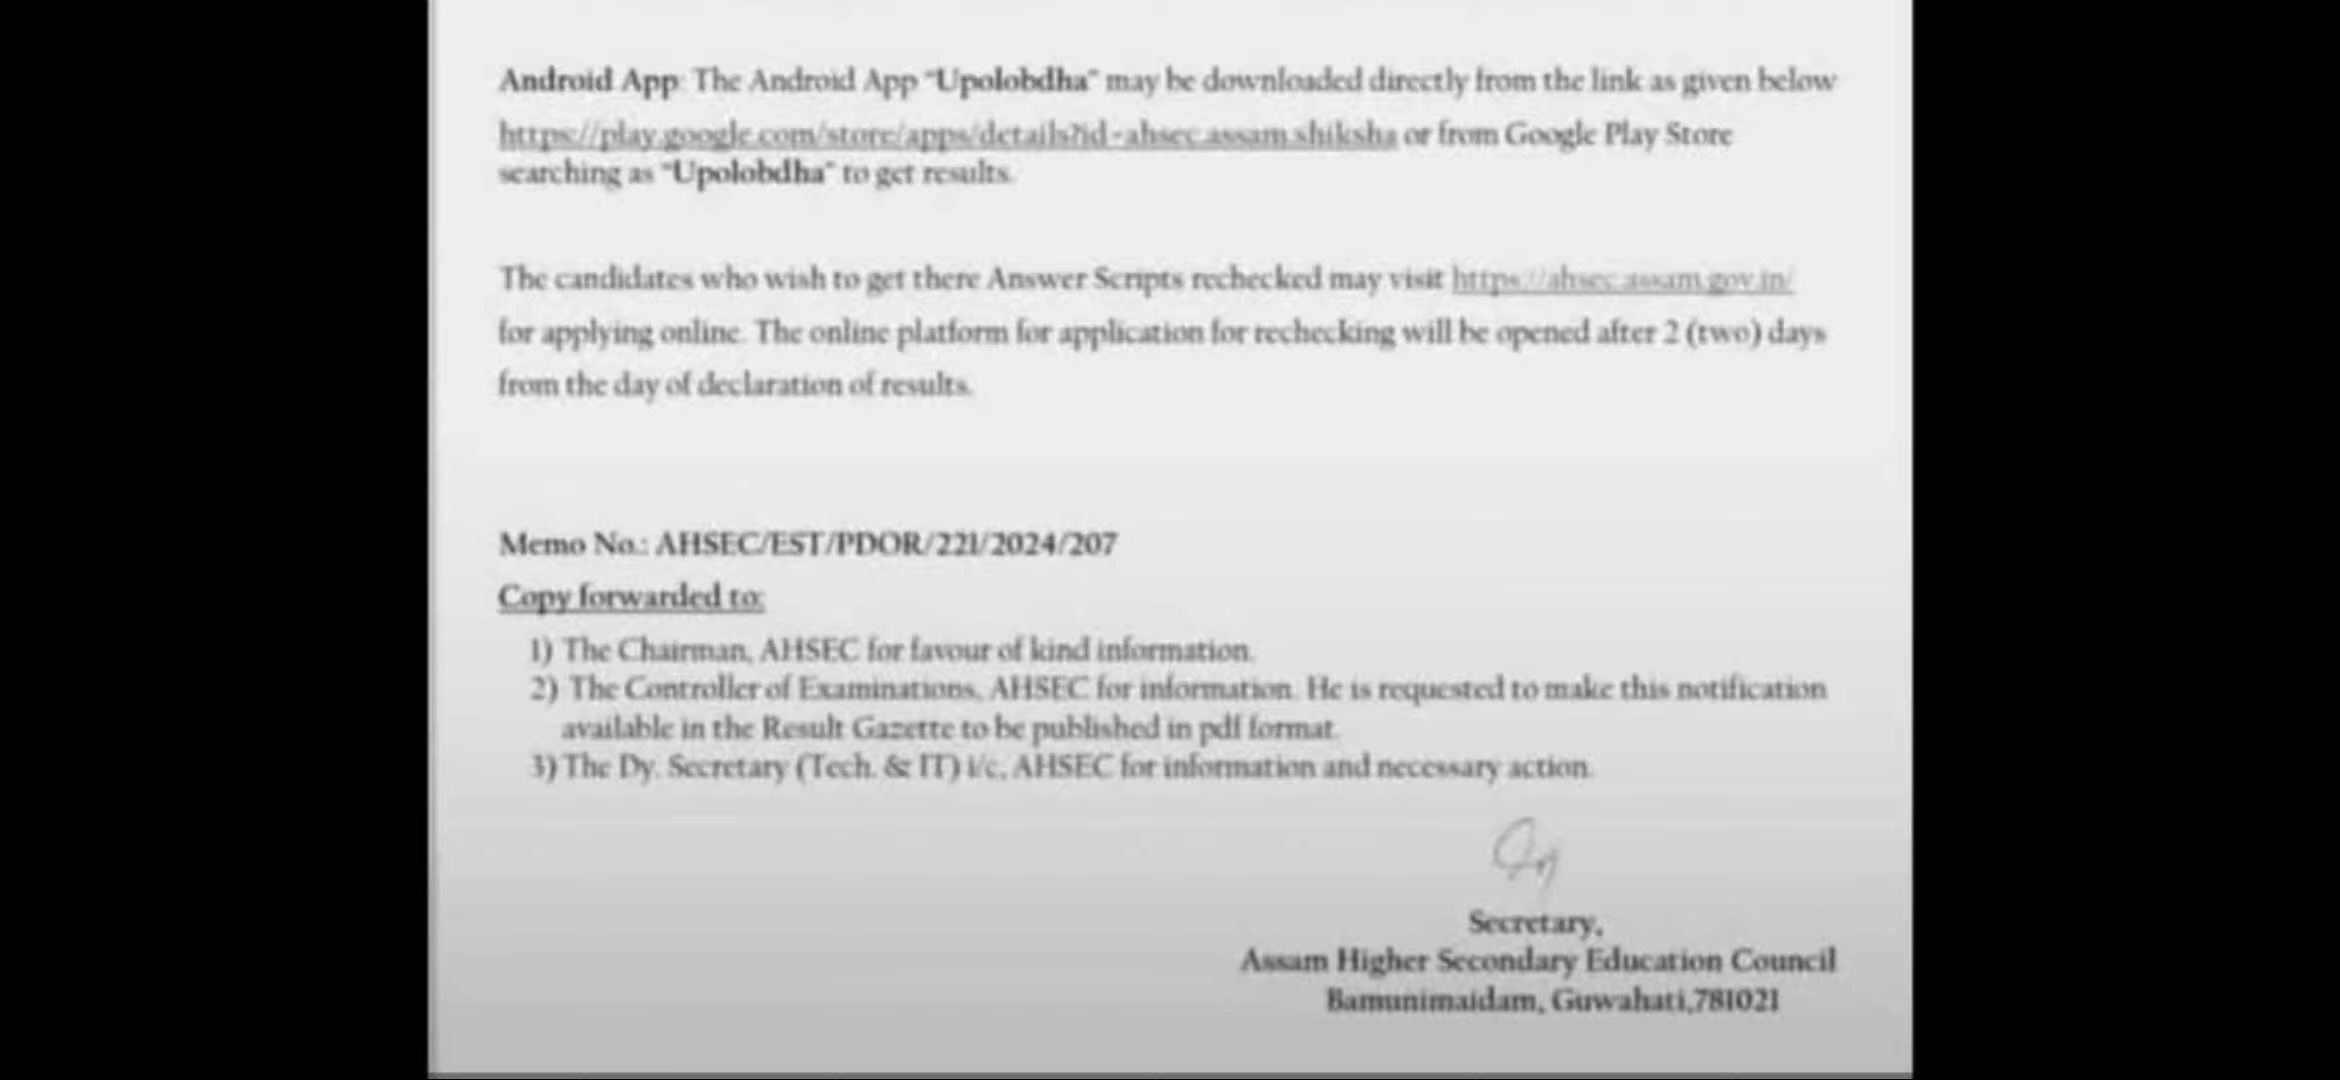 Android App: The Android App "Upolobdha" may be downloaded directly from the link as given below
https://play.google.com/store/apps/details?id=ahsec.assam.shiksha or from Google Play Store
searching as "Upolobdha" to get results.
The candidates who wish to get there Answer Scripts rechecked may visit https://ahsec.assam.gov.in/
for applying online. The online platform for application for rechecking will be opened after 2 (two) days
from the day of declaration of results.
Memo No.: AHSEC/EST/PDOR/221/2024/207
Copy forwarded to:
1) The Chairman, AHSEC for favour of kind information.
2) The Controller of Examinations, AHSEC for information. He is requested to make this notification
available in the Result Gazette to be published in pdf format.
3) The Dy. Secretary (Tech. & IT) i/c, AHSEC for information and necessary action.
Secretary,
Assam Higher Secondary Education Council
Bamunimaidam, Guwahati,781021